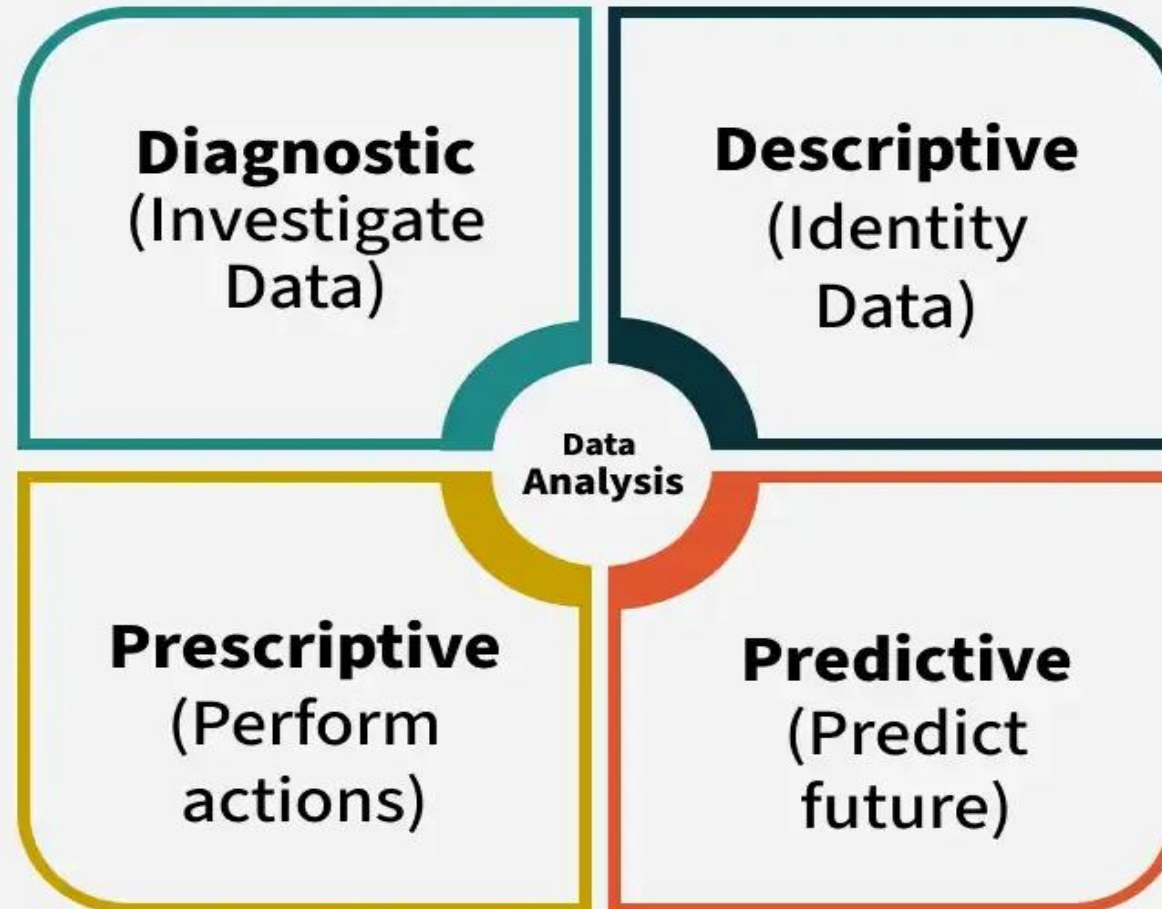 Diagnostic
(Investigate
Data)
Descriptive
(Identity
Data)
Data
Analysis
Prescriptive
(Perform
actions)
Predictive
(Predict
future)